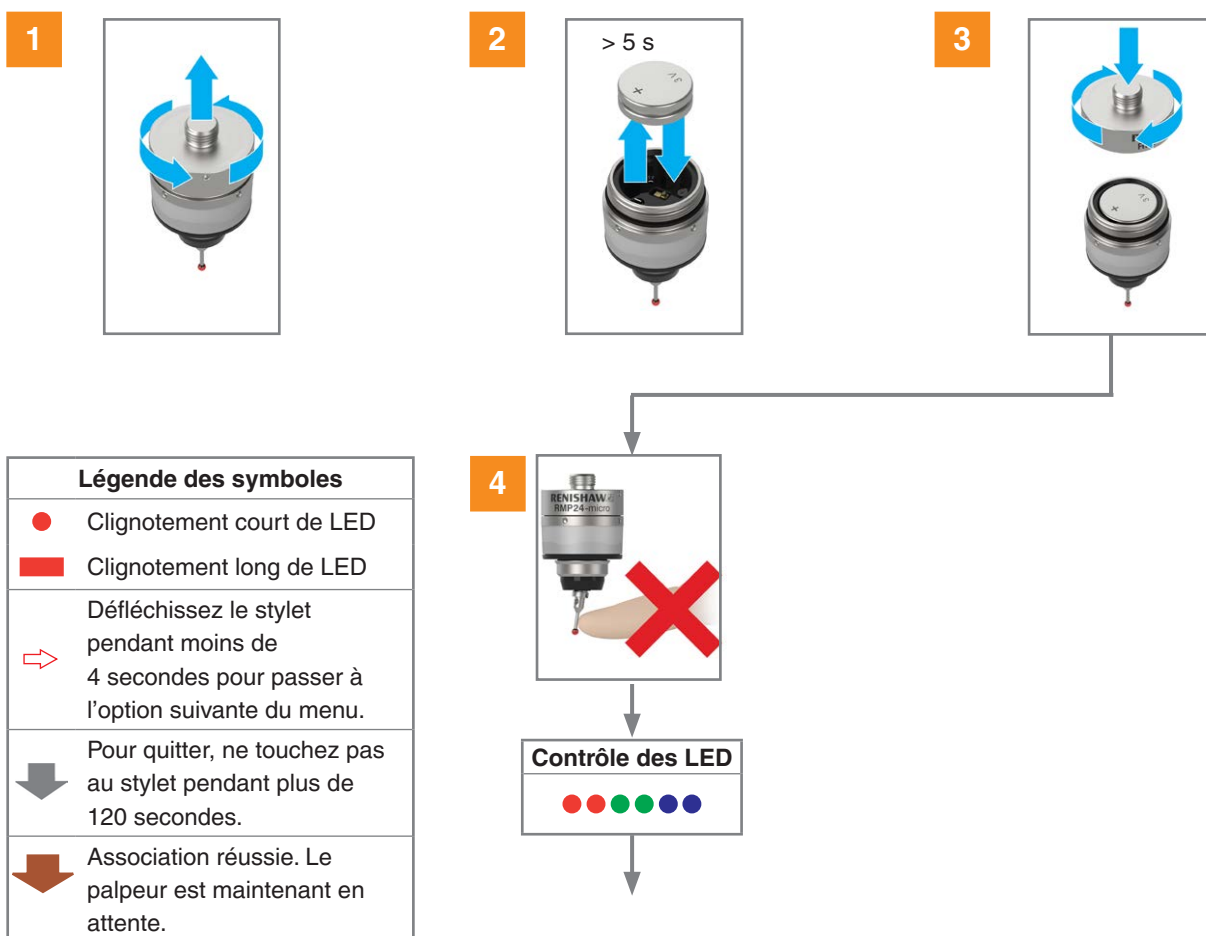 1
2
> 5 s
+ 3V
3
+ 3V
Légende des symboles
Clignotement court de LED
Clignotement long de LED
Défléchissez le stylet
pendant moins de
4 secondes pour passer à
l’option suivante du menu.
Pour quitter, ne touchez pas
au stylet pendant plus de
120 secondes.
Association réussie. Le
palpeur est maintenant en
attente.
4
RENISHAW
RMP24-micro
Contrôle des LED